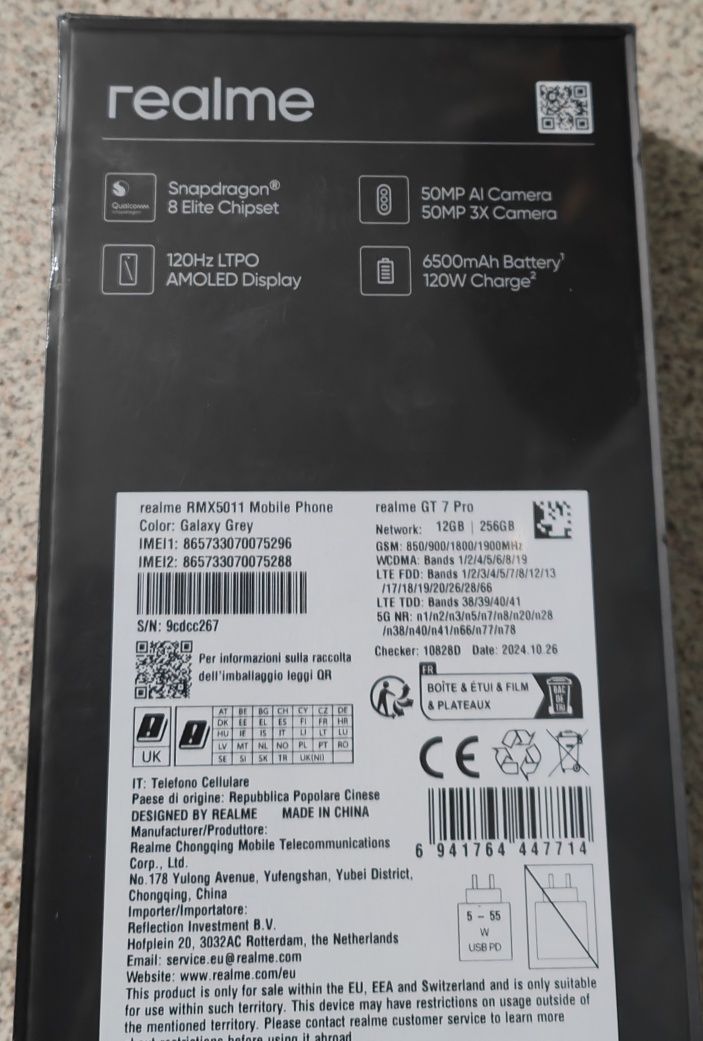 realme
Snapdragon®
8 Elite Chipset
50MP AI Camera
50MP 3X Camera
Qualcomm
snapdragon
120Hz LTPO
AMOLED Display
6500mAh Battery¹
120W Charge²
realme RMX5011 Mobile Phone
Color: Galaxy Grey
IMEI1: 865733070075296
IMEI2: 865733070075288
S/N: 9cdcc267
Per informazioni sulla raccolta
dell'imballaggio leggi QR
realme GT 7 Pro
Network: 12GB | 256GB
GSM: 850/900/1800/1900MHz
WCDMA: Bands 1/2/4/5/6/8/19
LTE FDD: Bands 1/2/3/4/5/7/8/12/13
/17/18/19/20/26/28/66
LTE TDD: Bands 38/39/40/41
5G NR: n1/n2/n3/n5/n7/n8/n20/n28
/n38/n40/n41/n66/n77/n78
Checker: 10828D Date: 2024.10.26
FR
BOÎTE & ÉTUI & FILM
& PLATEAUX
BAC
DE
TRI
UK
AT BE BG CH CY CZ DE
DK EE EL ES FI FR HR
HU IE IS IT LI LT LU
LV MT NL NO PL PT RO
SE SI SK TR UK(NI)
CE
6 941764 447714
5 - 55
W
USB PD
IT: Telefono Cellulare
Paese di origine: Repubblica Popolare Cinese
DESIGNED BY REALME MADE IN CHINA
Manufacturer/Produttore:
Realme Chongqing Mobile Telecommunications
Corp., Ltd.
No.178 Yulong Avenue, Yufengshan, Yubei District,
Chongqing, China
Importer/Importatore:
Reflection Investment B.V.
Hofplein 20, 3032AC Rotterdam, the Netherlands
Email: service.eu@realme.com
Website: www.realme.com/eu
This product is only for sale within the EU, EEA and Switzerland and is only suitable
for use within such territory. This device may have restrictions on usage outside of
the mentioned territory. Please contact realme customer service to learn more
about restrictions before using it abroad